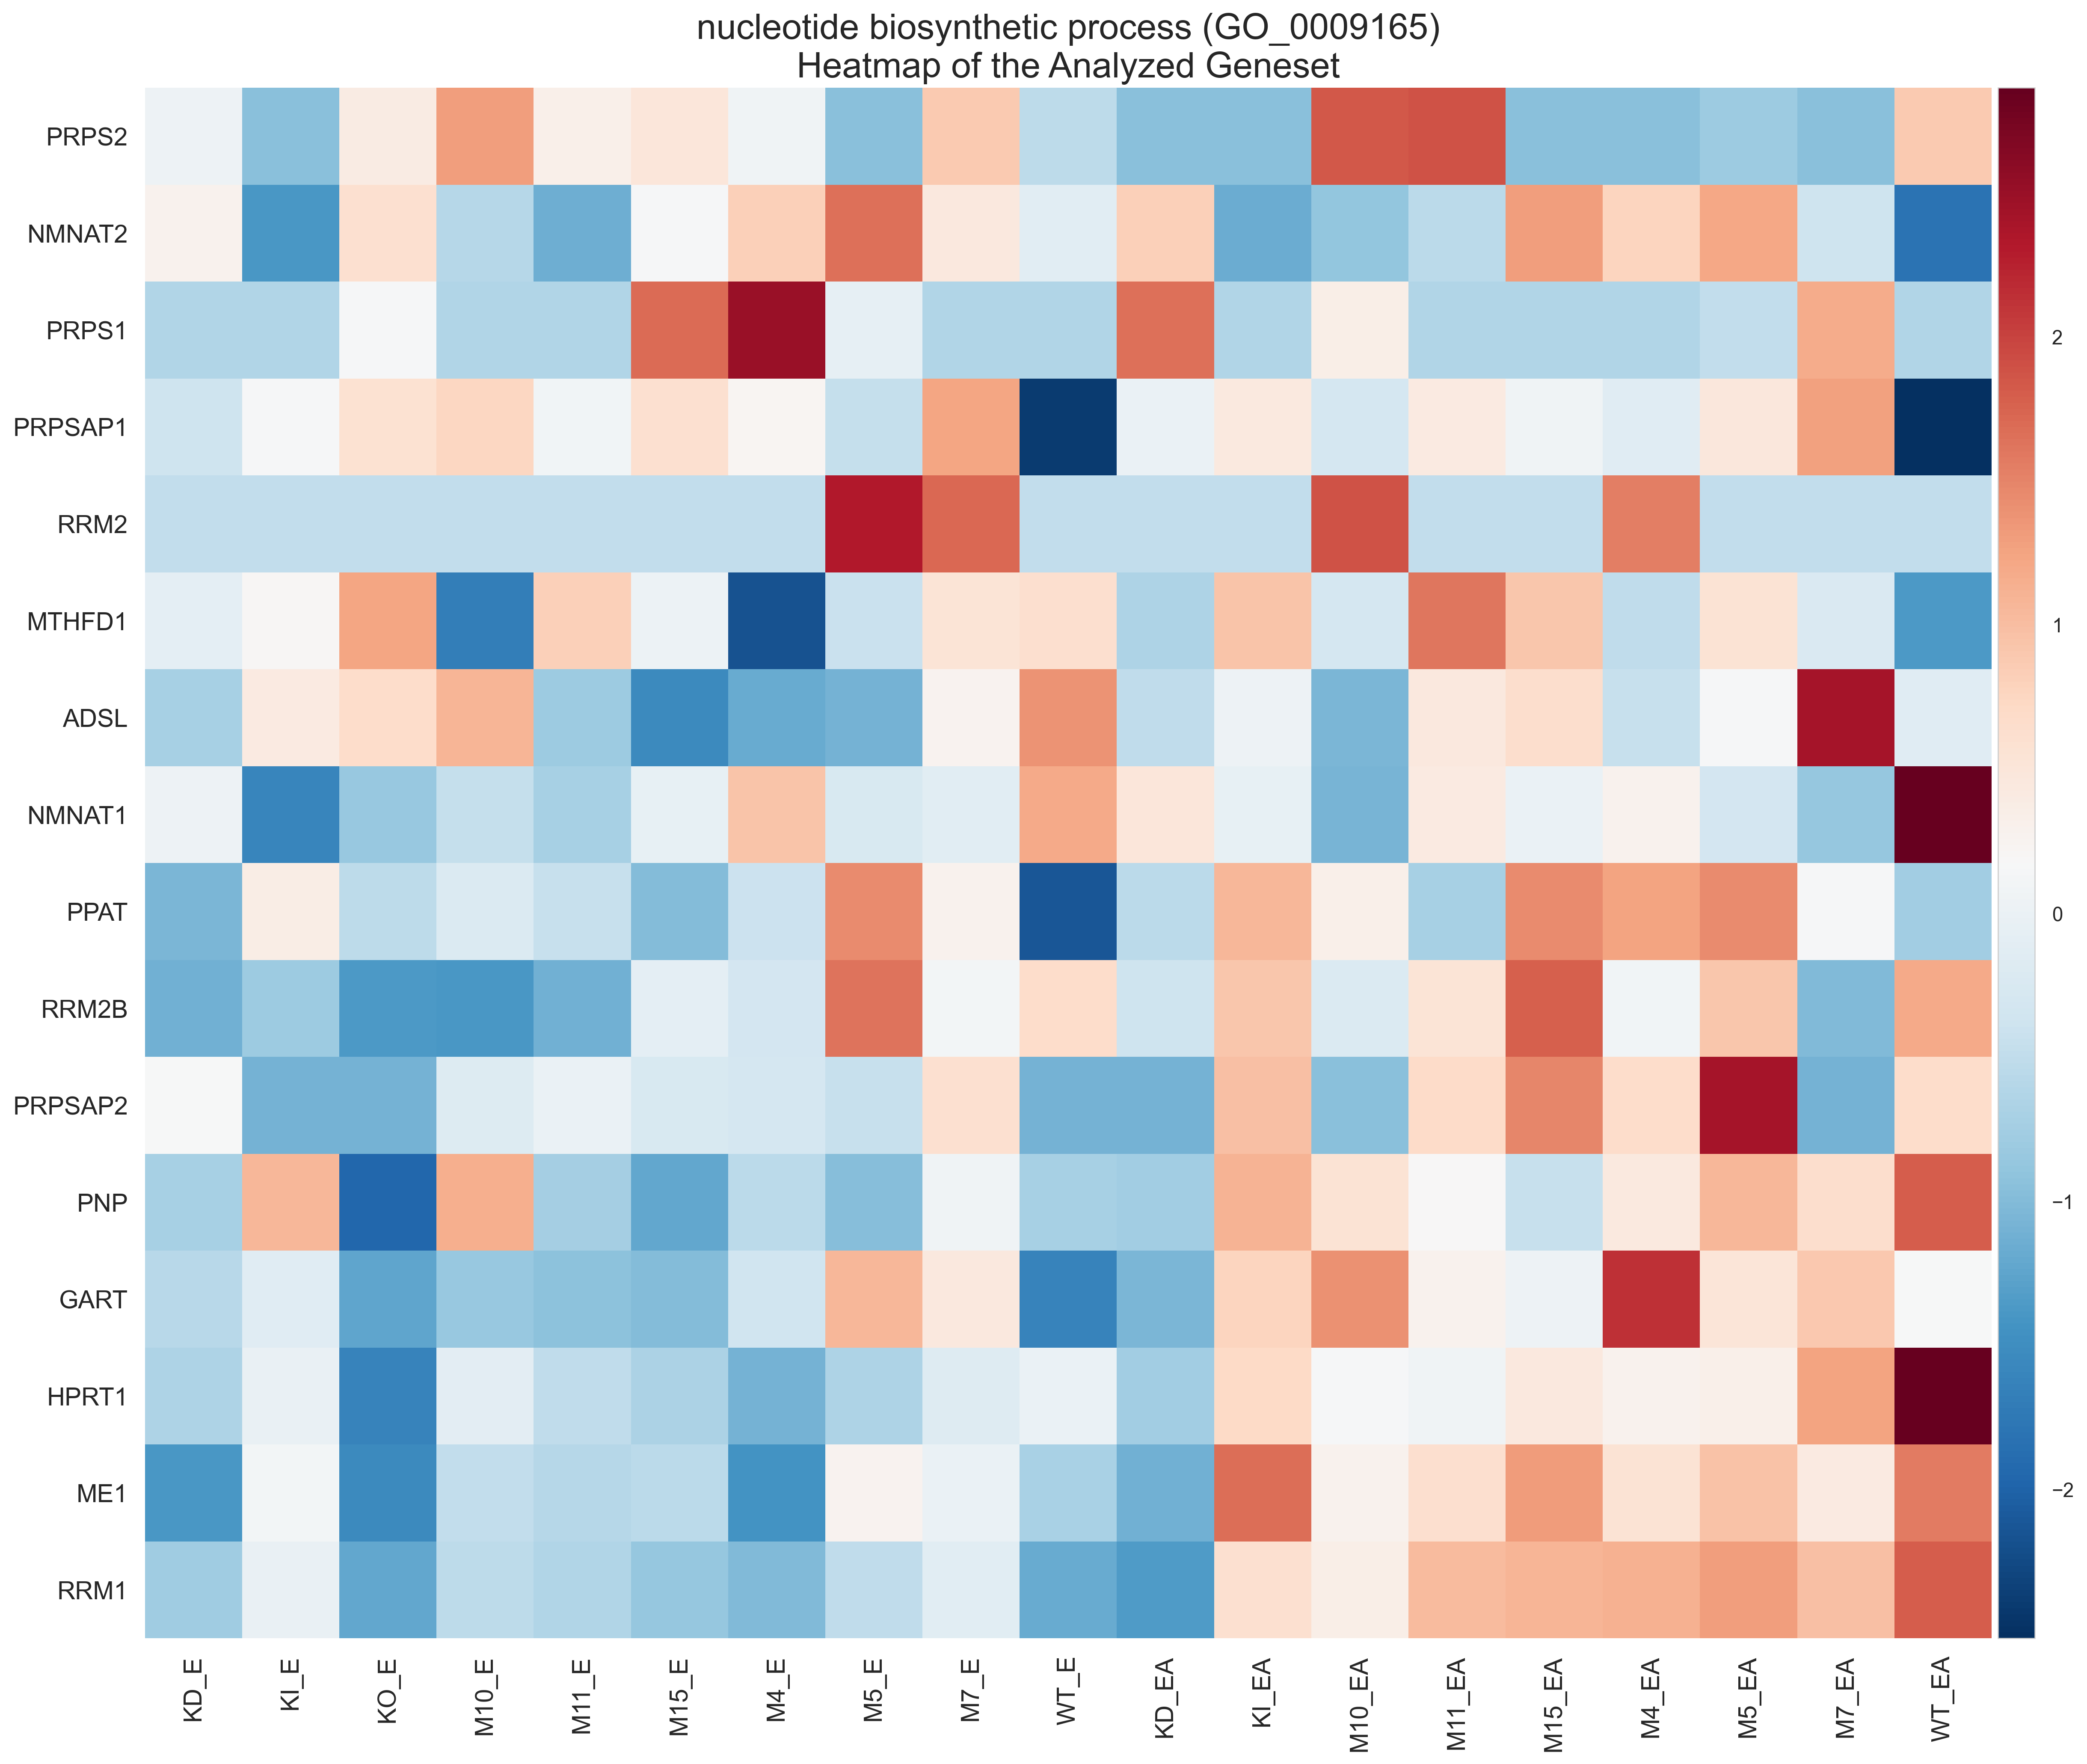 nucleotide biosynthetic process (GO_0009165)
Heatmap of the Analyzed Geneset
PRPS2
NMNAT2
PRPS1
PRPSAP1
RRM2
MTHFD1
ADSL
NMNAT1
PPAT
RRM2B
PRPSAP2
PNP
GART
HPRT1
ME1
RRM1
2
1
0
−1
−2
KD_E
KI_E
KO_E
M10_E
M11_E
M15_E
M4_E
M5_E
M7_E
WT_E
KD_EA
KI_EA
M10_EA
M11_EA
M15_EA
M4_EA
M5_EA
M7_EA
WT_EA